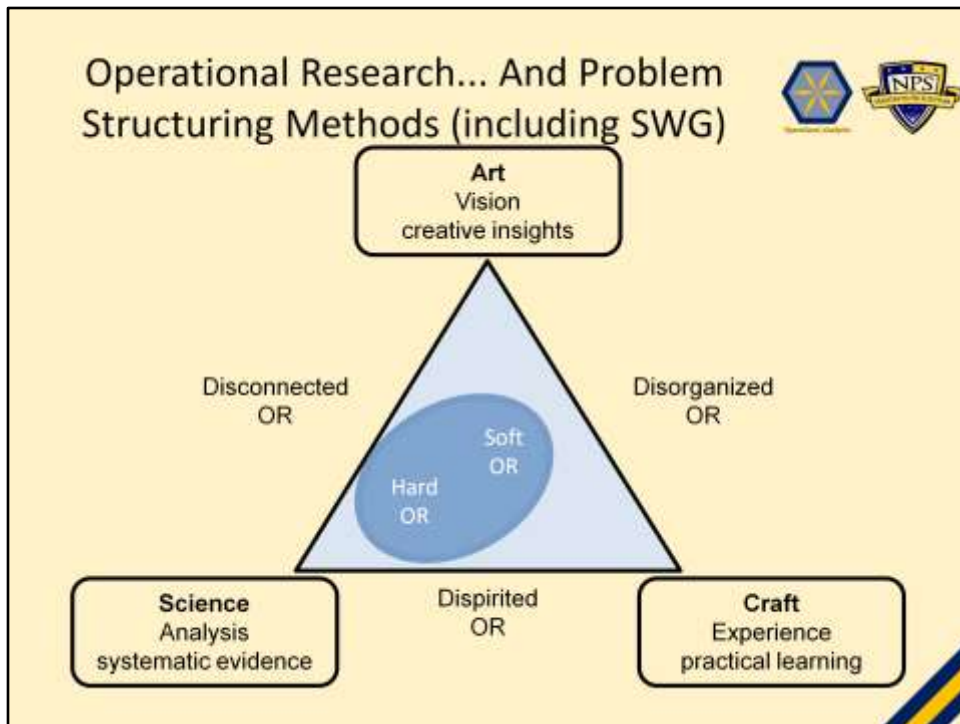 Operational Research... And Problem
Structuring Methods (including SWG)
NPS
Art
Vision
creative insights
Disconnected
OR
Disorganized
OR
Soft
OR
Hard
OR
Science
Analysis
systematic evidence
Dispirited
OR
Craft
Experience
practical learning